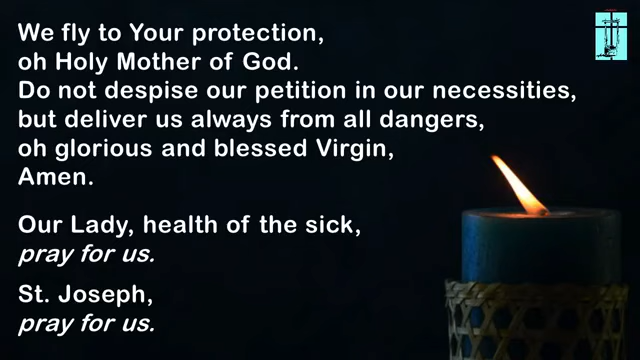 We fly to Your protection,
oh Holy Mother of God.
Do not despise our petition in our necessities,
but deliver us always from all dangers,
oh glorious and blessed Virgin,
Amen.
Our Lady, health of the sick,
pray for us.
St. Joseph,
pray for us.